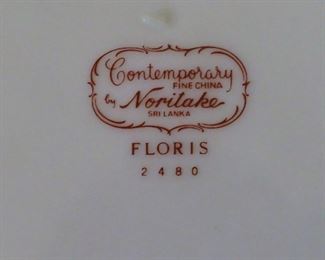 Contemporary
FINE CHINA
by Noritake
SRI LANKA
FLORIS
2480